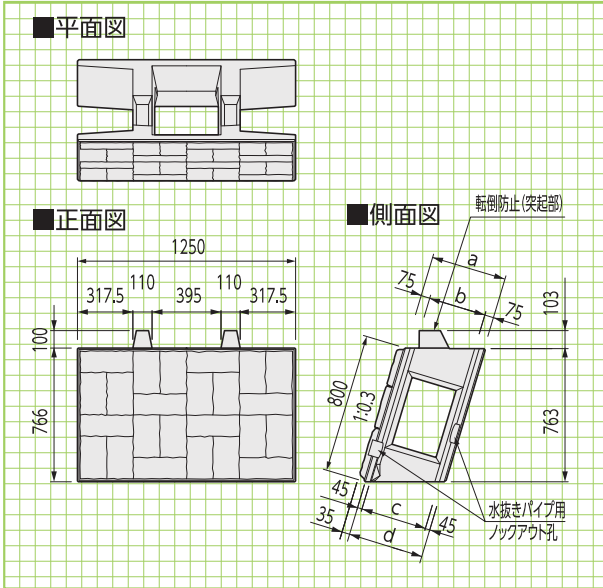 ■平面図
■正面図
1250
317.5
110
395
110
317.5
100
766
■側面図
転倒防止(突起部)
a
75
b
75
103
800
1:0.3
763
45
c
45
35
d
水抜きパイプ用
ノックアウト孔